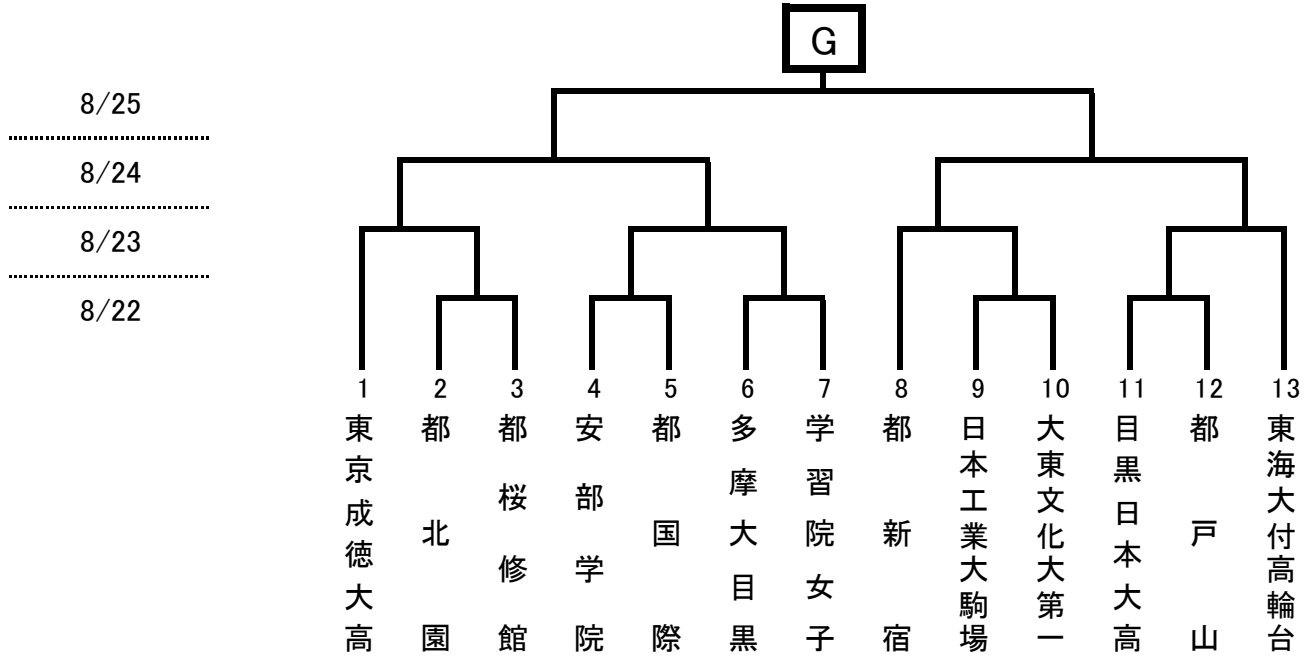 G
8/25
8/24
8/23
8/22
1
2
3
4
5
6
7
8
9
10
11
12
13
東京成徳大高
都北園
都桜修館
安部学院
都国際
多摩大目黒
学習院女子
都新宿
日本工業大駒場
大東文化大第一
目黒日本大高
都戸山
東海大付高輪台